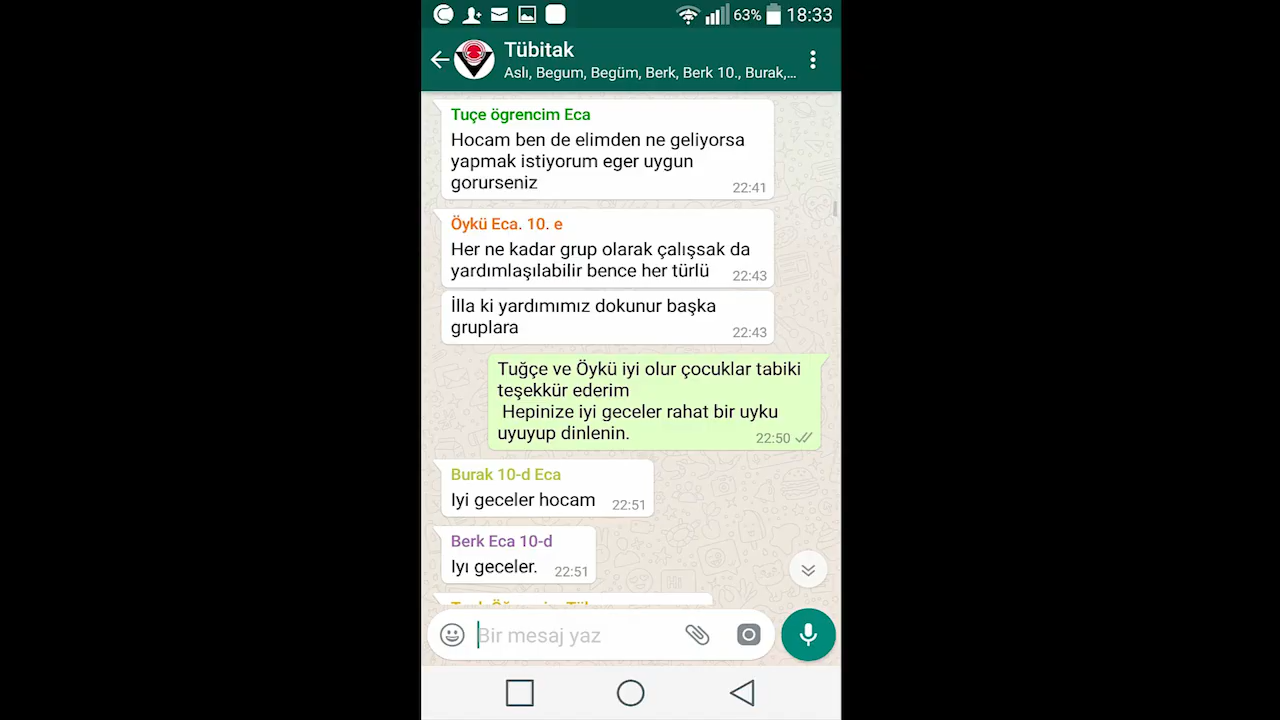 63% 18:33
Tübitak
Aslı, Begum, Begüm, Berk, Berk 10., Burak,...
Tuçe ögrencim Eca
Hocam ben de elimden ne geliyorsa
yapmak istiyorum eger uygun
gorurseniz
22:41
Öykü Eca. 10. e
Her ne kadar grup olarak çalışsak da
yardımlaşılabilir bence her türlü
22:43
İlla ki yardımımız dokunur başka
gruplara
22:43
Tuğçe ve Öykü iyi olur çocuklar tabiki
teşekkür ederim
Hepinize iyi geceler rahat bir uyku
uyuyup dinlenin.
22:50
Burak 10-d Eca
Iyi geceler hocam
22:51
Berk Eca 10-d
Iyı geceler.
22:51
Bir mesaj yaz